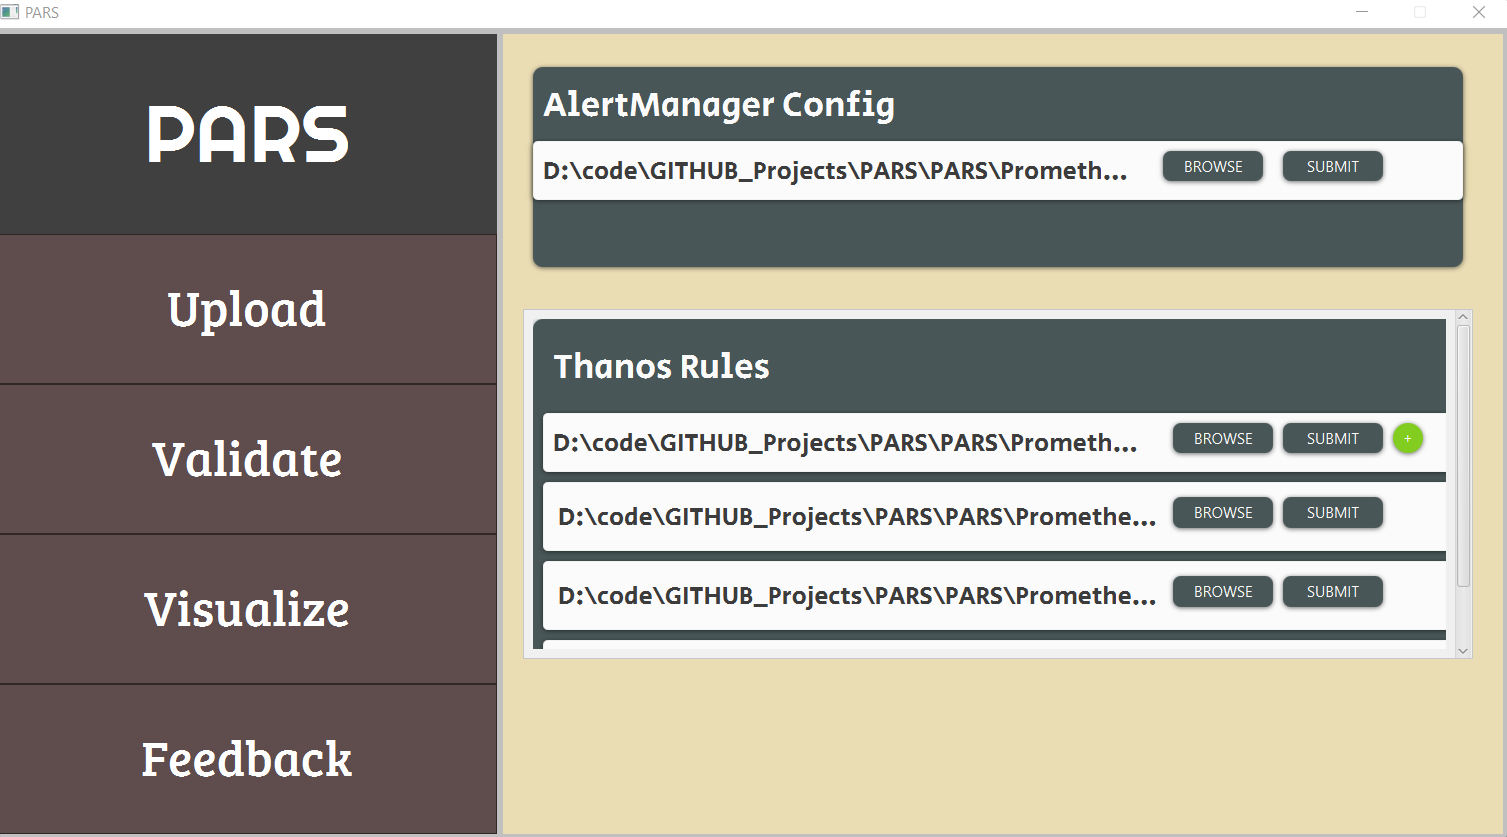 PARS
PARS
Upload
Validate
Visualize
Feedback
AlertManager Config
D:\code\GITHUB_Projects\PARS\PARS\Prometh... BROWSE SUBMIT
Thanos Rules
D:\code\GITHUB_Projects\PARS\PARS\Prometh... BROWSE SUBMIT +
D:\code\GITHUB_Projects\PARS\PARS\Promethe... BROWSE SUBMIT
D:\code\GITHUB_Projects\PARS\PARS\Promethe... BROWSE SUBMIT